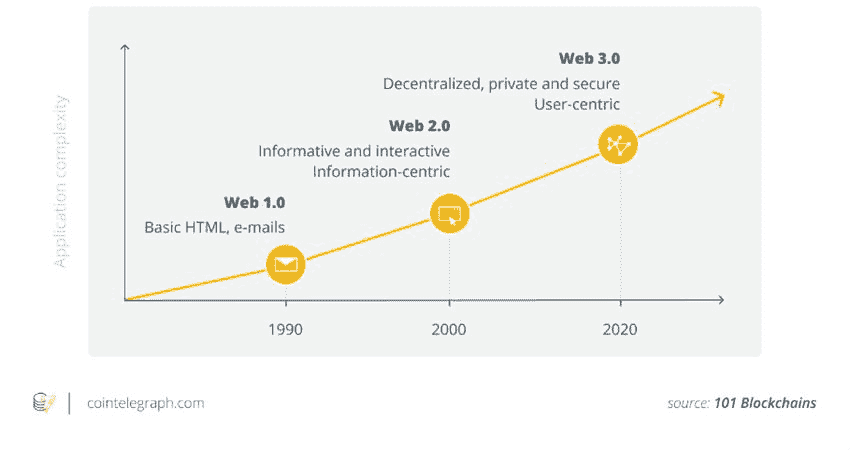 Web 3.0
Decentralized, private and secure
User-centric
Web 2.0
Informative and interactive
Information-centric
Web 1.0
Basic HTML, e-mails
Application complexity
1990
2000
2020
cointelegraph.com
source: 101 Blockchains